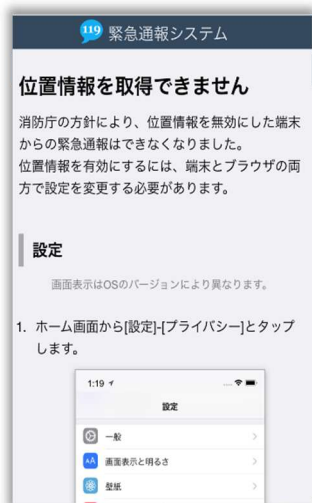 119 緊急通報システム
位置情報を取得できません
消防庁の方針により、位置情報を無効にした端末
からの緊急通報はできなくなりました。
位置情報を有効にするには、端末とブラウザの両
方で設定を変更する必要があります。
設定
画面表示はOSのバージョンにより異なります。
1. ホーム画面から[設定]-[プライバシー]とタップ
します。
1:19
設定
一般
AA 画面表示と明るさ
壁紙